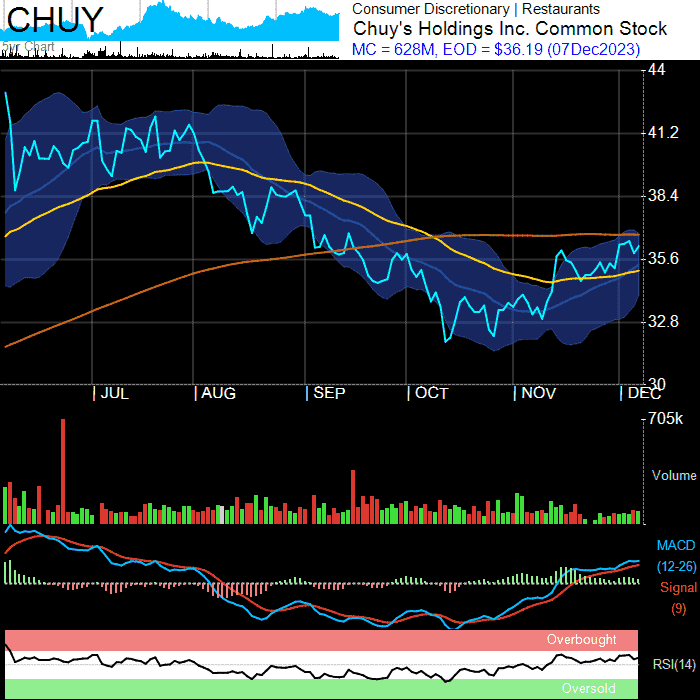 CHUY
5yr Chart
Consumer Discretionary | Restaurants
Chuy's Holdings Inc. Common Stock
MC = 628M, EOD = $36.19 (07Dec2023)
44
41.2
38.4
35.6
32.8
30
| JUL | AUG | SEP | OCT | NOV | DEC
705k
Volume
MACD
(12-26)
Signal
(9)
Overbought
RSI(14)
Oversold